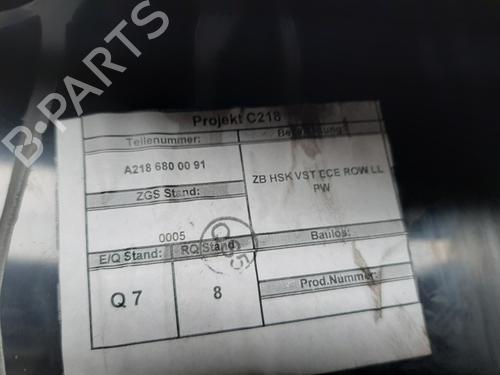 B-PARTS
Projekt C218
Teilenummer:
A218 680 00 91
ZGS Stand:
0005
E/Q Stand:
RQ Stand
Q 7
8
ZB HSK VST ECE ROW LL
PW
Baulos:
Prod.Nummer: